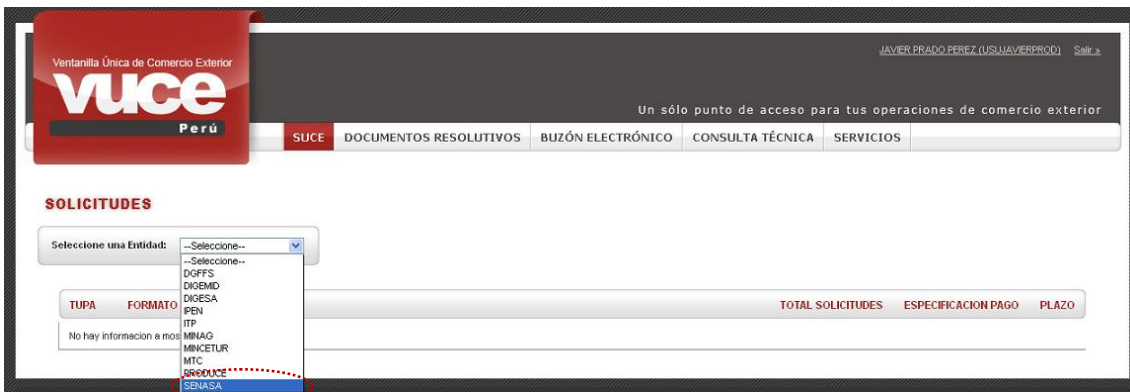 JAVIER PRADO PEREZ (USUJAVIERPROD) Salir »
Ventanilla Única de Comercio Exterior
vuce
Perú
Un sólo punto de acceso para tus operaciones de comercio exterior
SUCE DOCUMENTOS RESOLUTIVOS BUZÓN ELECTRÓNICO CONSULTA TÉCNICA SERVICIOS
SOLICITUDES
Seleccione una Entidad: --Seleccione--
--Seleccione--
DGFFS
DIGEMID
DIGESA
IPEN
ITP
MINAG
MINCETUR
MTC
PRODUCE
SENASA
TUPA FORMATO TOTAL SOLICITUDES ESPECIFICACION PAGO PLAZO
No hay informacion a mos